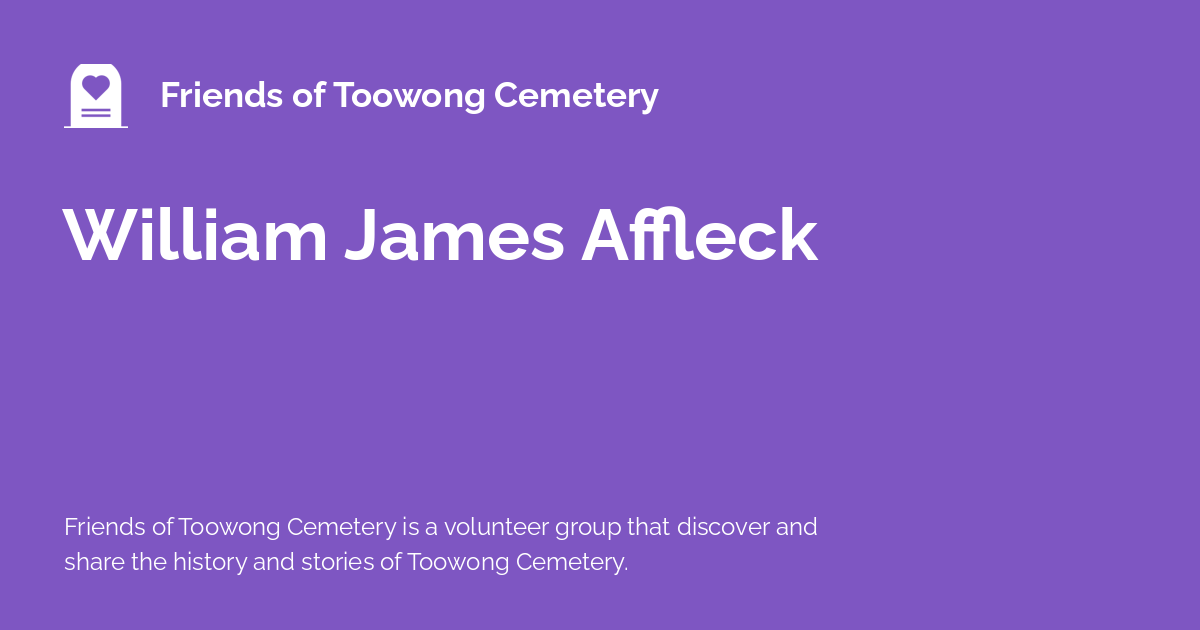 Friends of Toowong Cemetery
William James Affleck
Friends of Toowong Cemetery is a volunteer group that discover and
share the history and stories of Toowong Cemetery.